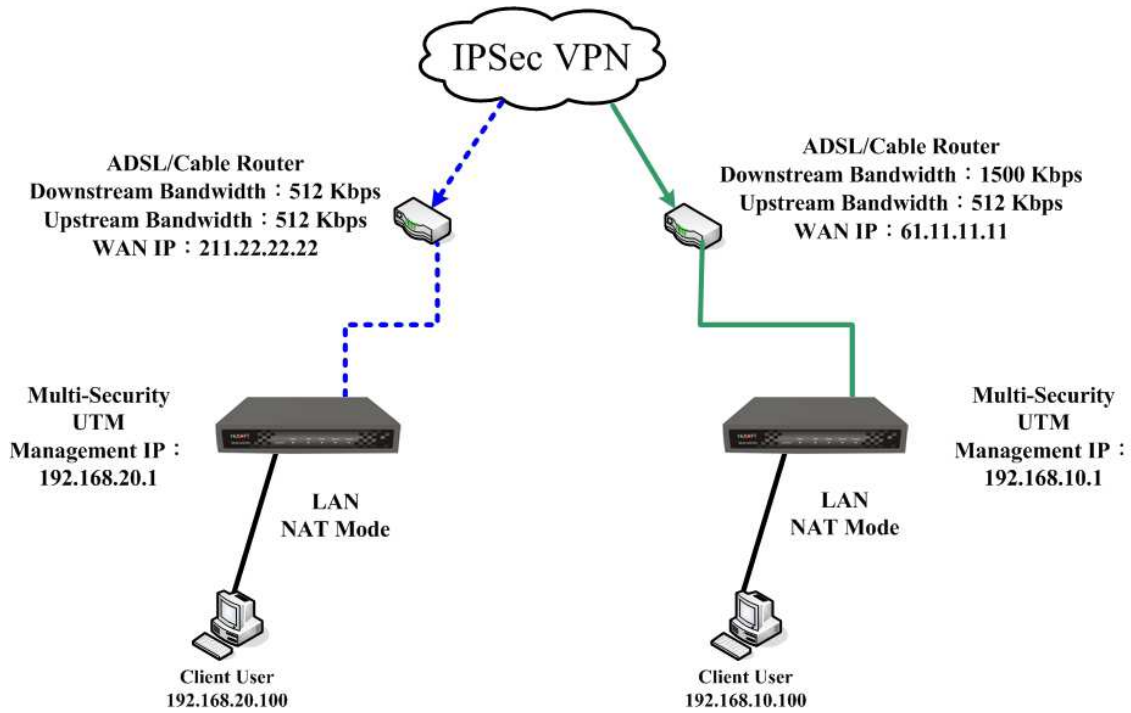 IPSec VPN
ADSL/Cable Router
Downstream Bandwidth：512 Kbps
Upstream Bandwidth：512 Kbps
WAN IP：211.22.22.22
ADSL/Cable Router
Downstream Bandwidth：1500 Kbps
Upstream Bandwidth：512 Kbps
WAN IP：61.11.11.11
Multi-Security
UTM
Management IP：
192.168.20.1
LAN
NAT Mode
Client User
192.168.20.100
Multi-Security
UTM
Management IP：
192.168.10.1
LAN
NAT Mode
Client User
192.168.10.100